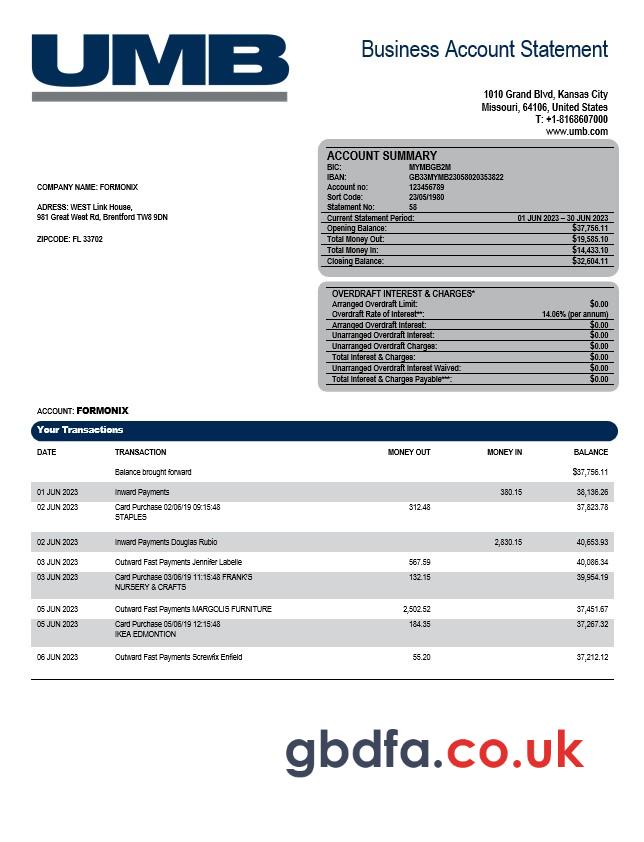 UMB
Business Account Statement
1010 Grand Blvd, Kansas City
Missouri, 64106, United States
T: +1-8168607000
www.umb.com
COMPANY NAME: FORMONIX
ADRESS: WEST Link House,
981 Great West Rd, Brentford TW8 9DN
ZIPCODE: FL 33702
ACCOUNT SUMMARY
BIC: MYMBGB2M
IBAN: GB33MYMB23058020353822
Account no: 123456789
Sort Code: 23/05/1980
Statement No: 58
Current Statement Period: 01 JUN 2023 – 30 JUN 2023
Opening Balance: $37,756.11
Total Money Out: $19,585.10
Total Money In: $14,433.10
Closing Balance: $32,604.11
OVERDRAFT INTEREST & CHARGES*
Arranged Overdraft Limit: $0.00
Overdraft Rate of Interest**: 14.06% (per annum)
Arranged Overdraft Interest: $0.00
Unarranged Overdraft Interest: $0.00
Unarranged Overdraft Charges: $0.00
Total Interest & Charges: $0.00
Unarranged Overdraft Interest Waived: $0.00
Total Interest & Charges Payable***: $0.00
ACCOUNT: FORMONIX
Your Transactions
DATE TRANSACTION MONEY OUT MONEY IN BALANCE
Balance brought forward $37,756.11
01 JUN 2023 Inward Payments 380.15 38,136.26
02 JUN 2023 Card Purchase 02/06/19 09:15:48 312.48 37,823.78
STAPLES
02 JUN 2023 Inward Payments Douglas Rubio 2,830.15 40,653.93
03 JUN 2023 Outward Fast Payments Jennifer Labelle 567.59 40,086.34
03 JUN 2023 Card Purchase 03/06/19 11:15:48 FRANK'S 132.15 39,954.19
NURSERY & CRAFTS
05 JUN 2023 Outward Fast Payments MARGOLIS FURNITURE 2,502.52 37,451.67
05 JUN 2023 Card Purchase 05/06/19 12:15:48 184.35 37,267.32
IKEA EDMONTION
06 JUN 2023 Outward Fast Payments Screwfix Enfield 55.20 37,212.12
gbdfa.co.uk